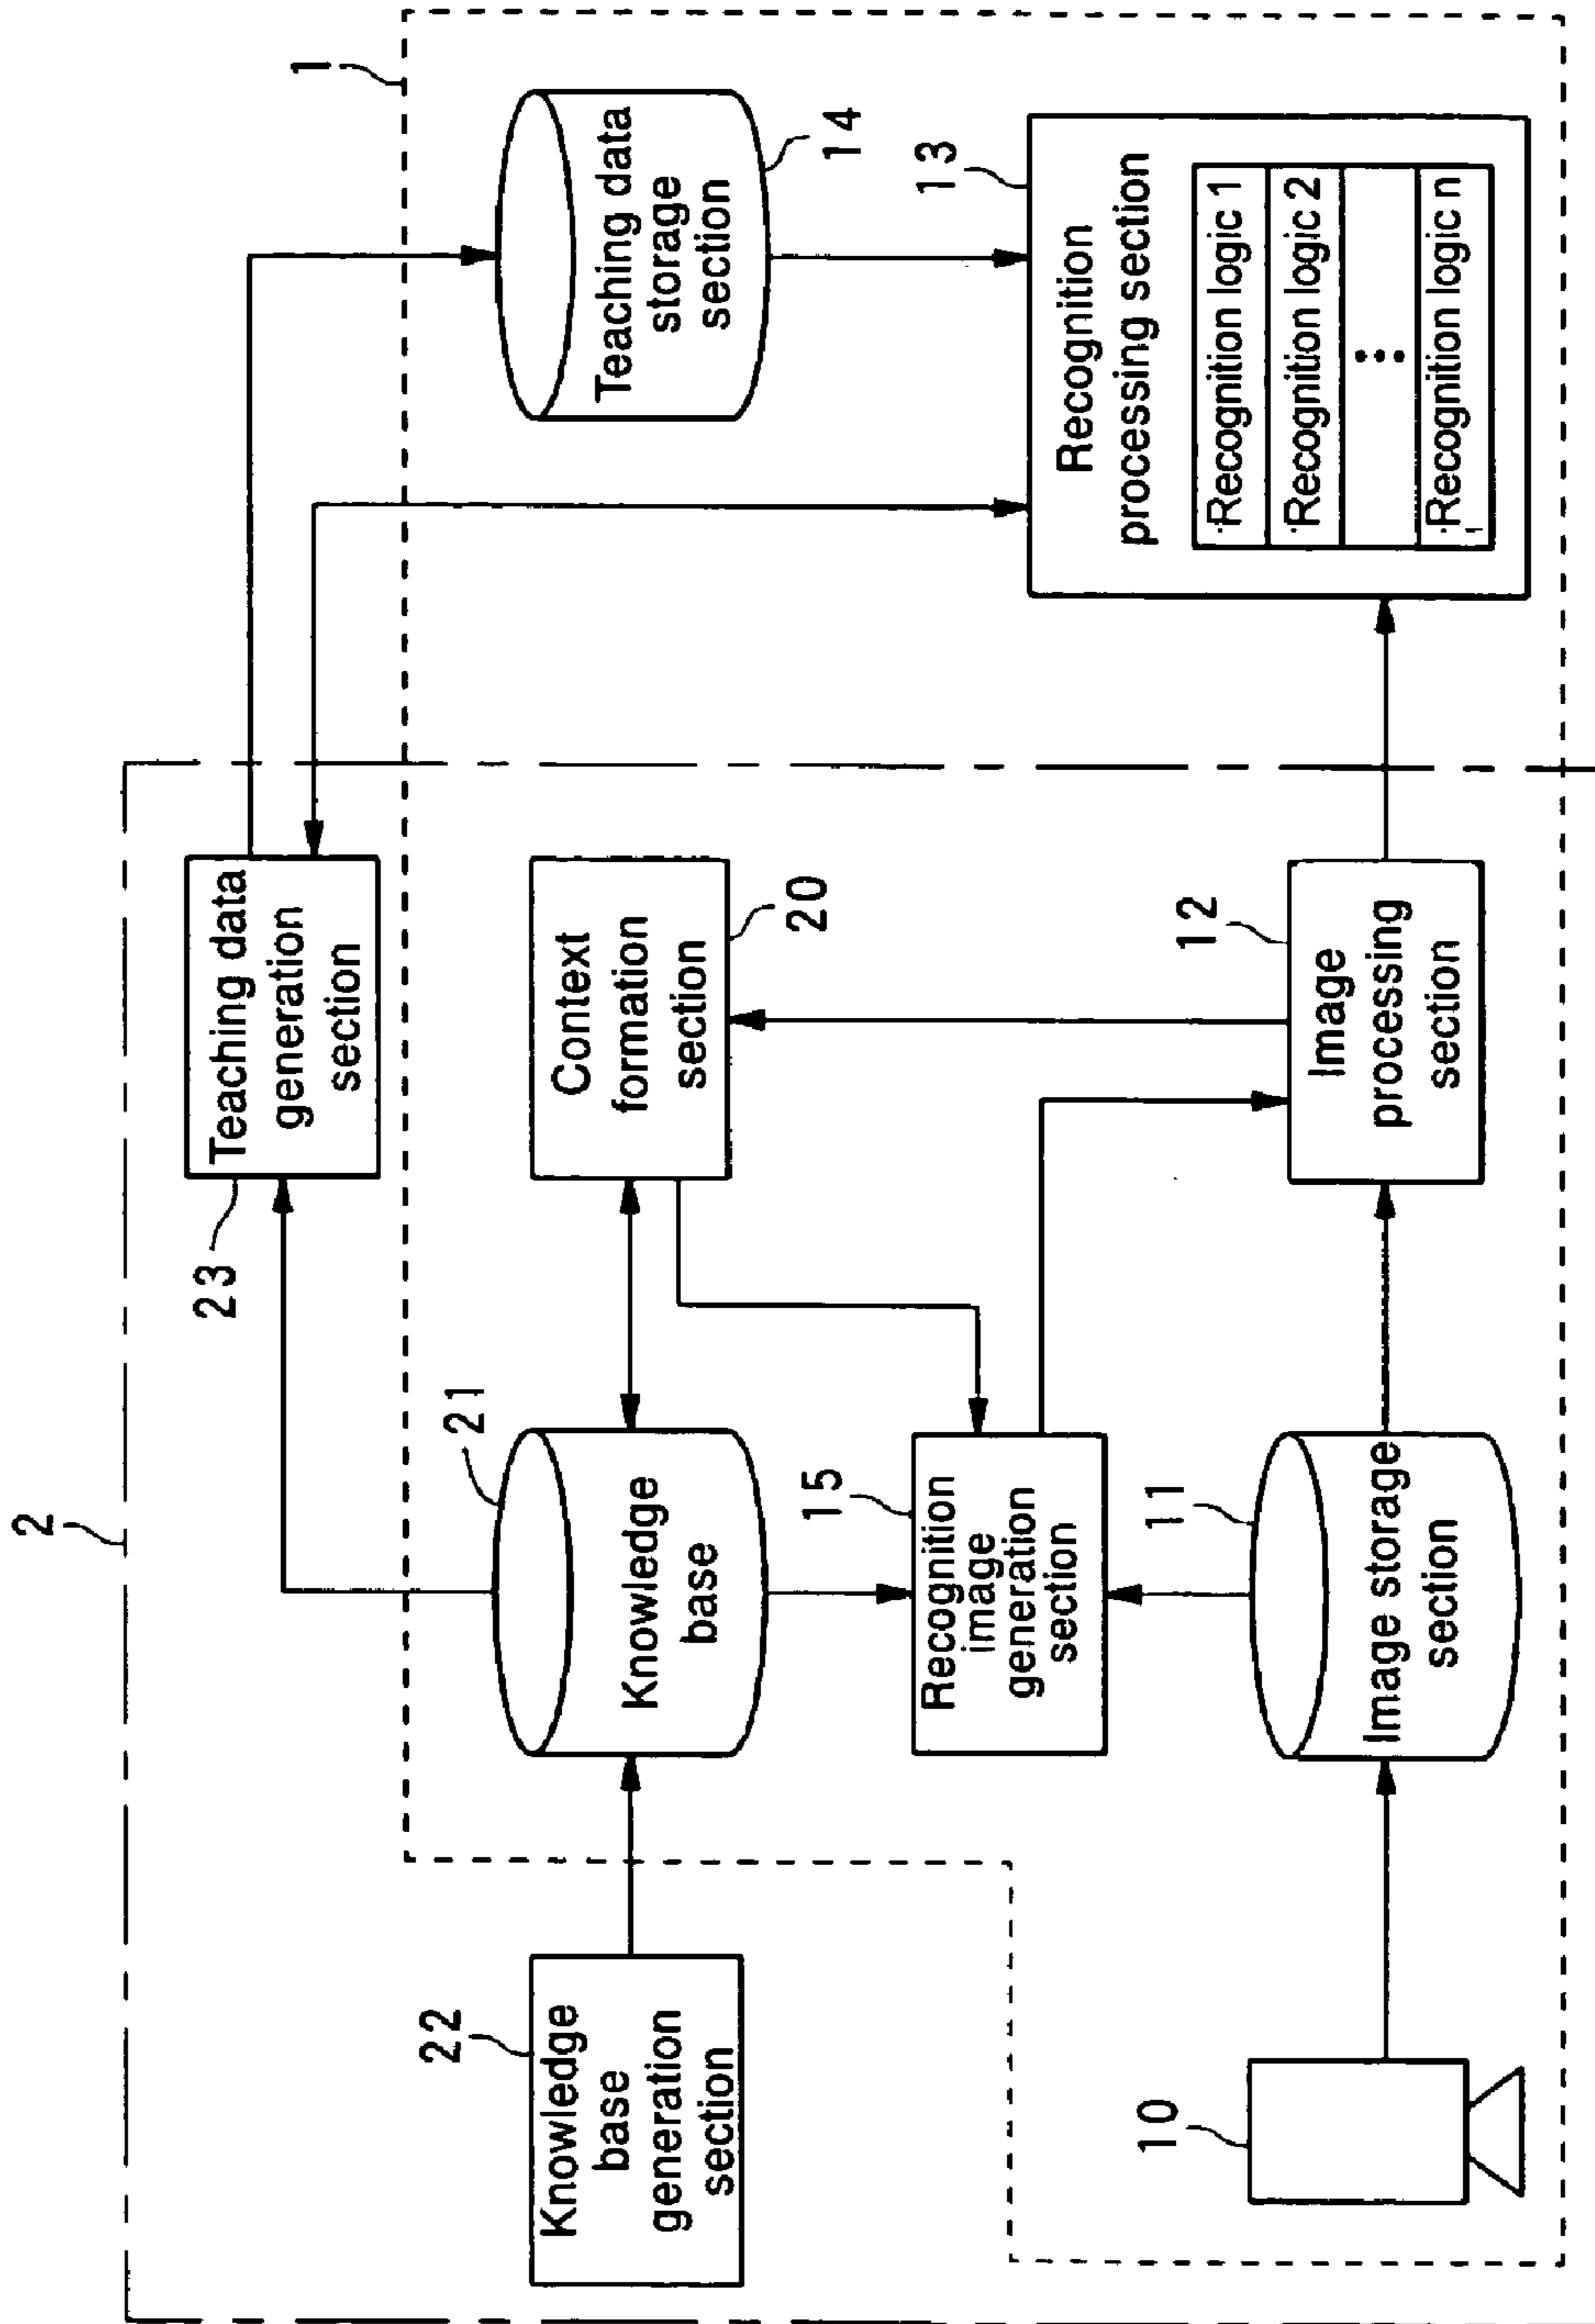 2
1
23
Teaching data
generation
section
22
Knowledge
base
generation
section
21
Knowledge
base
Context
formation
section
20
Teaching data
storage
section
14
15
Recognition
image
generation
section
13
Recognition
processing section
Recognition logic 1
Recognition logic 2
⋮
Recognition logic n
10
11
Image storage
section
12
Image
processing
section